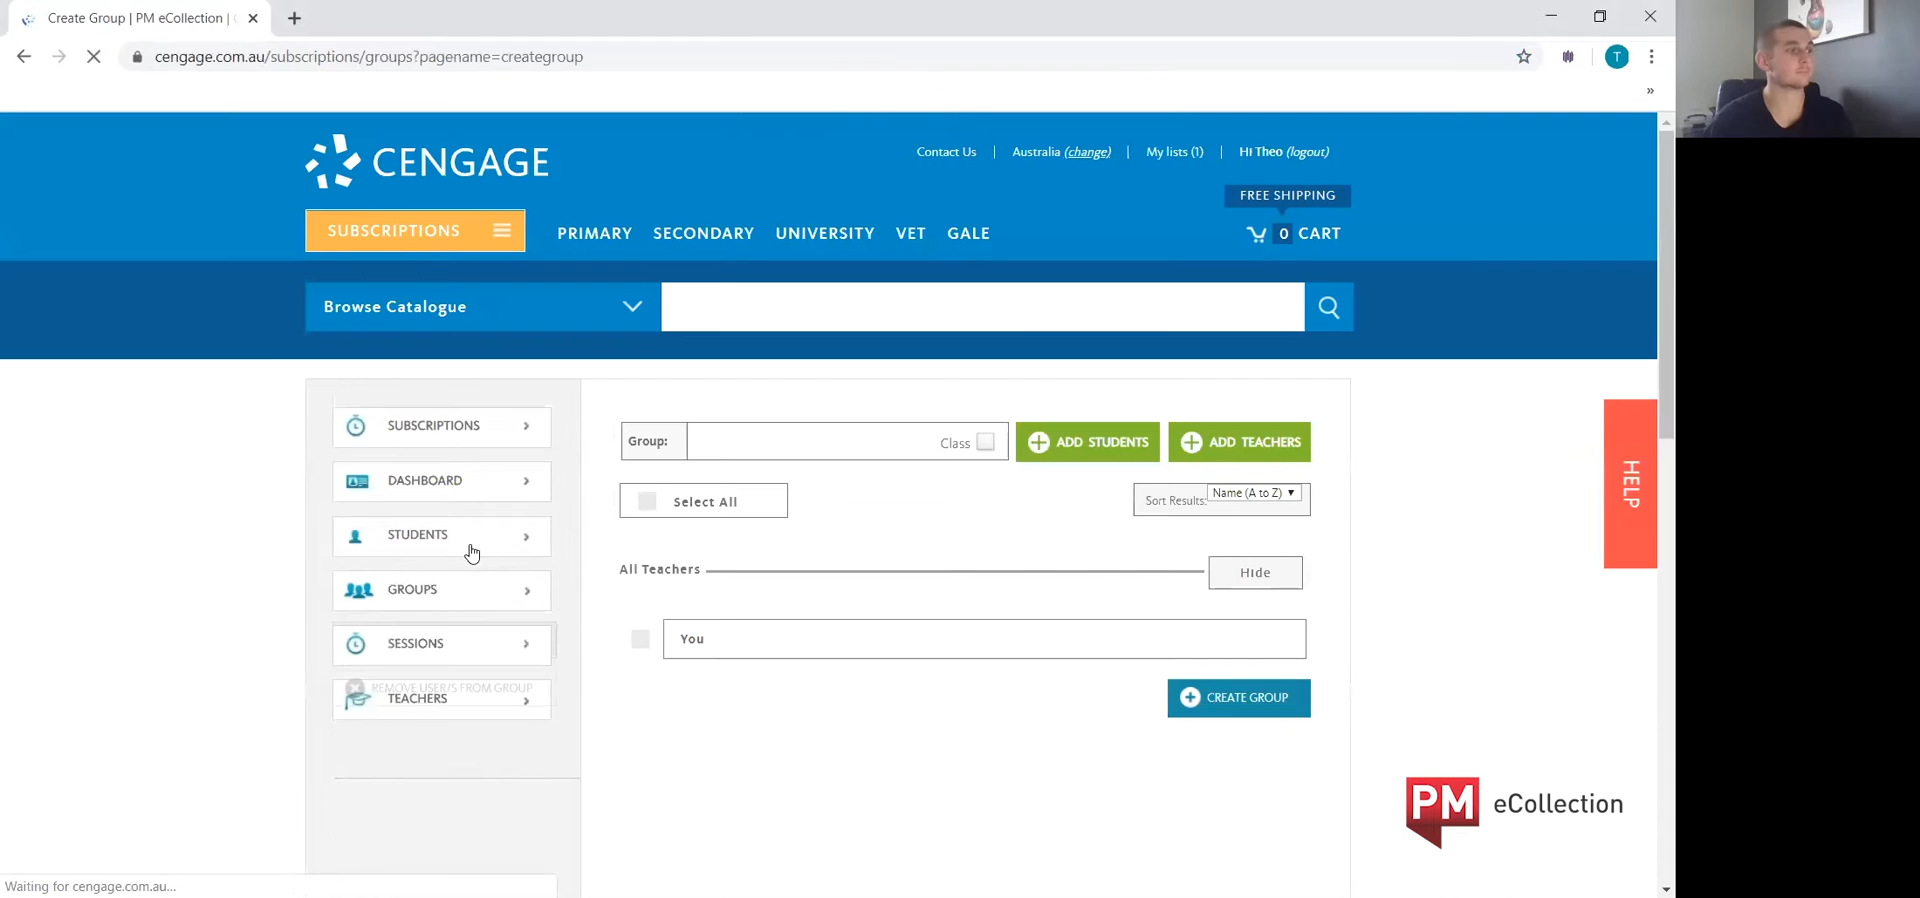 Create Group | PM eCollection |
cengage.com.au/subscriptions/groups?pagename=creategroup
T
»
CENGAGE
Contact Us | Australia (change) | My lists (1) | Hi Theo (logout)
FREE SHIPPING
SUBSCRIPTIONS
PRIMARY SECONDARY UNIVERSITY VET GALE
0 CART
Browse Catalogue
SUBSCRIPTIONS
DASHBOARD
STUDENTS
GROUPS
SESSIONS
REMOVE USER/S FROM GROUP
TEACHERS
Group:
Class
ADD STUDENTS
ADD TEACHERS
Select All
Sort Results:
Name (A to Z)
All Teachers
Hide
You
CREATE GROUP
HELP
PM eCollection
Waiting for cengage.com.au...